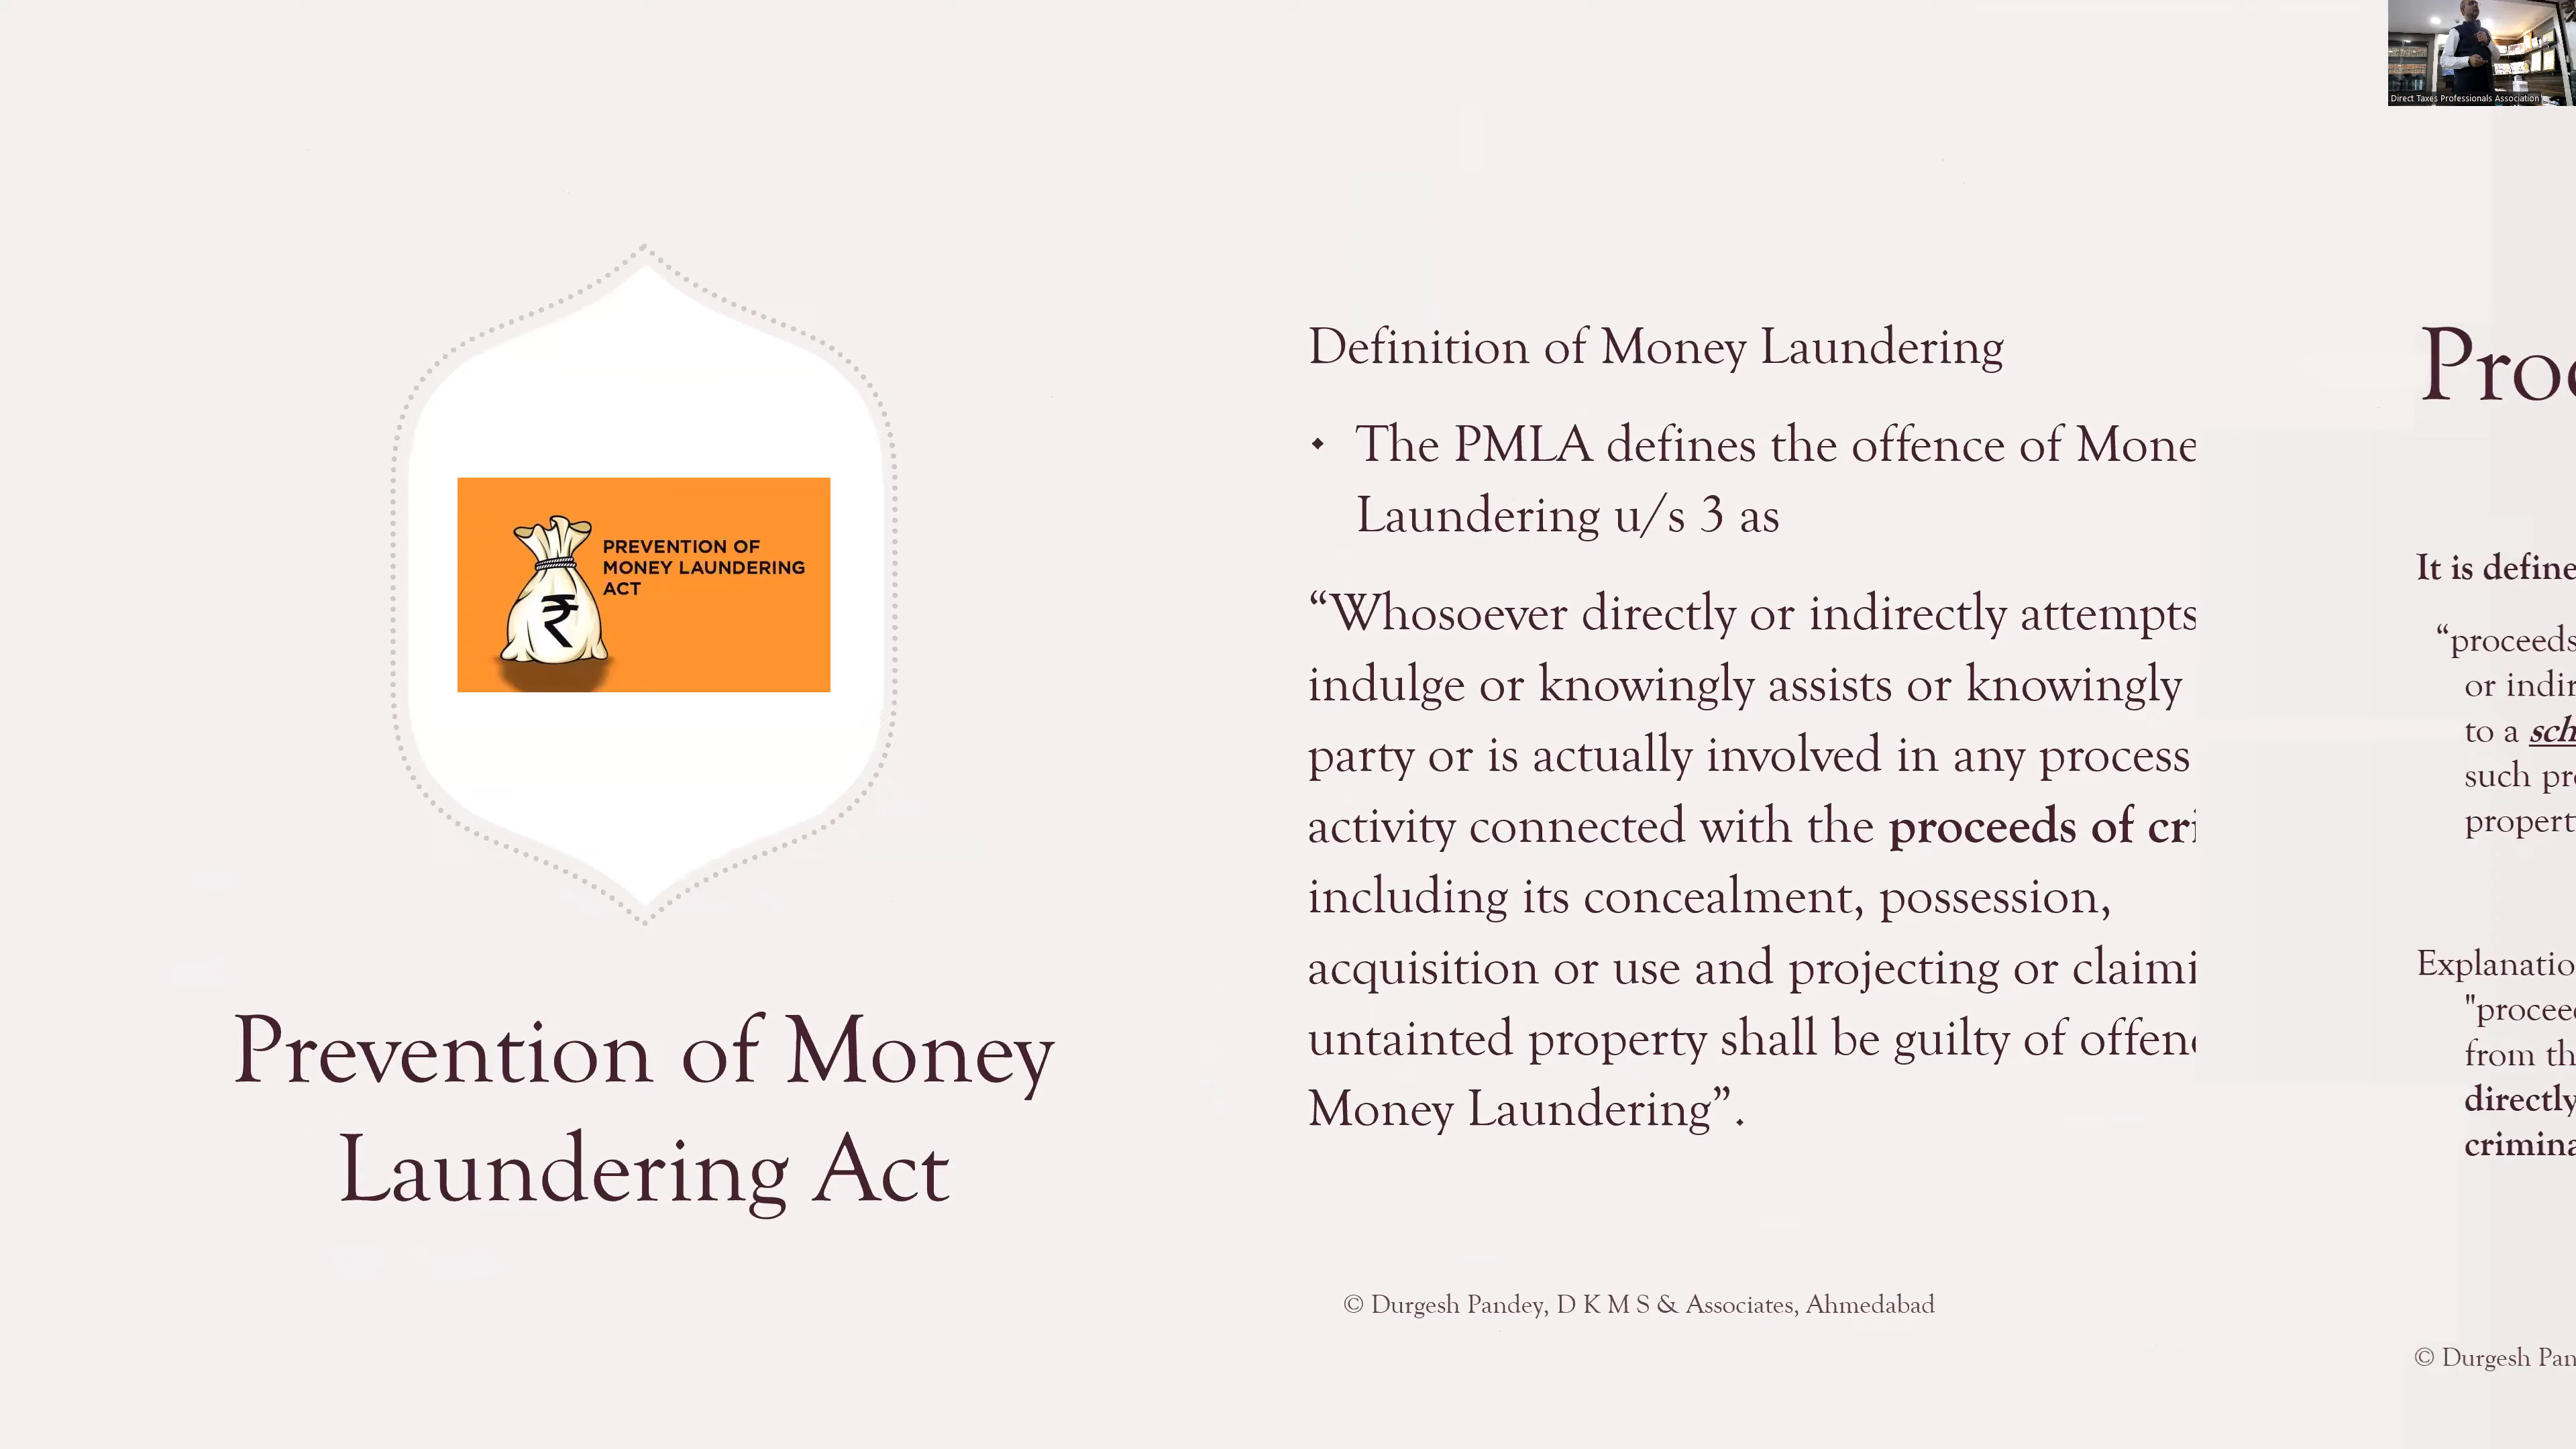 Direct Taxes Professionals Association
PREVENTION OF
MONEY LAUNDERING
ACT
Prevention of Money
Laundering Act
Definition of Money Laundering
The PMLA defines the offence of Mone
Laundering u/s 3 as
“Whosoever directly or indirectly attempts
indulge or knowingly assists or knowingly
party or is actually involved in any process
activity connected with the proceeds of cri
including its concealment, possession,
acquisition or use and projecting or claimi
untainted property shall be guilty of offenc
Money Laundering”.
© Durgesh Pandey, D K M S & Associates, Ahmedabad
Proc
It is define
“proceeds
or indir
to a sch
such pr
propert
Explanatio
"procee
from th
directly
crimina
© Durgesh Pan